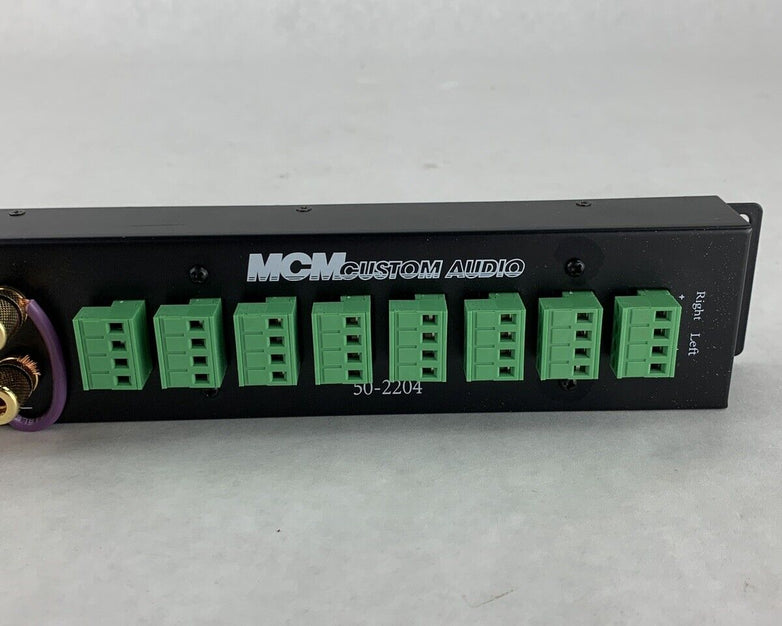 MCM CUSTOM AUDIO
50-2204
+
Right Left